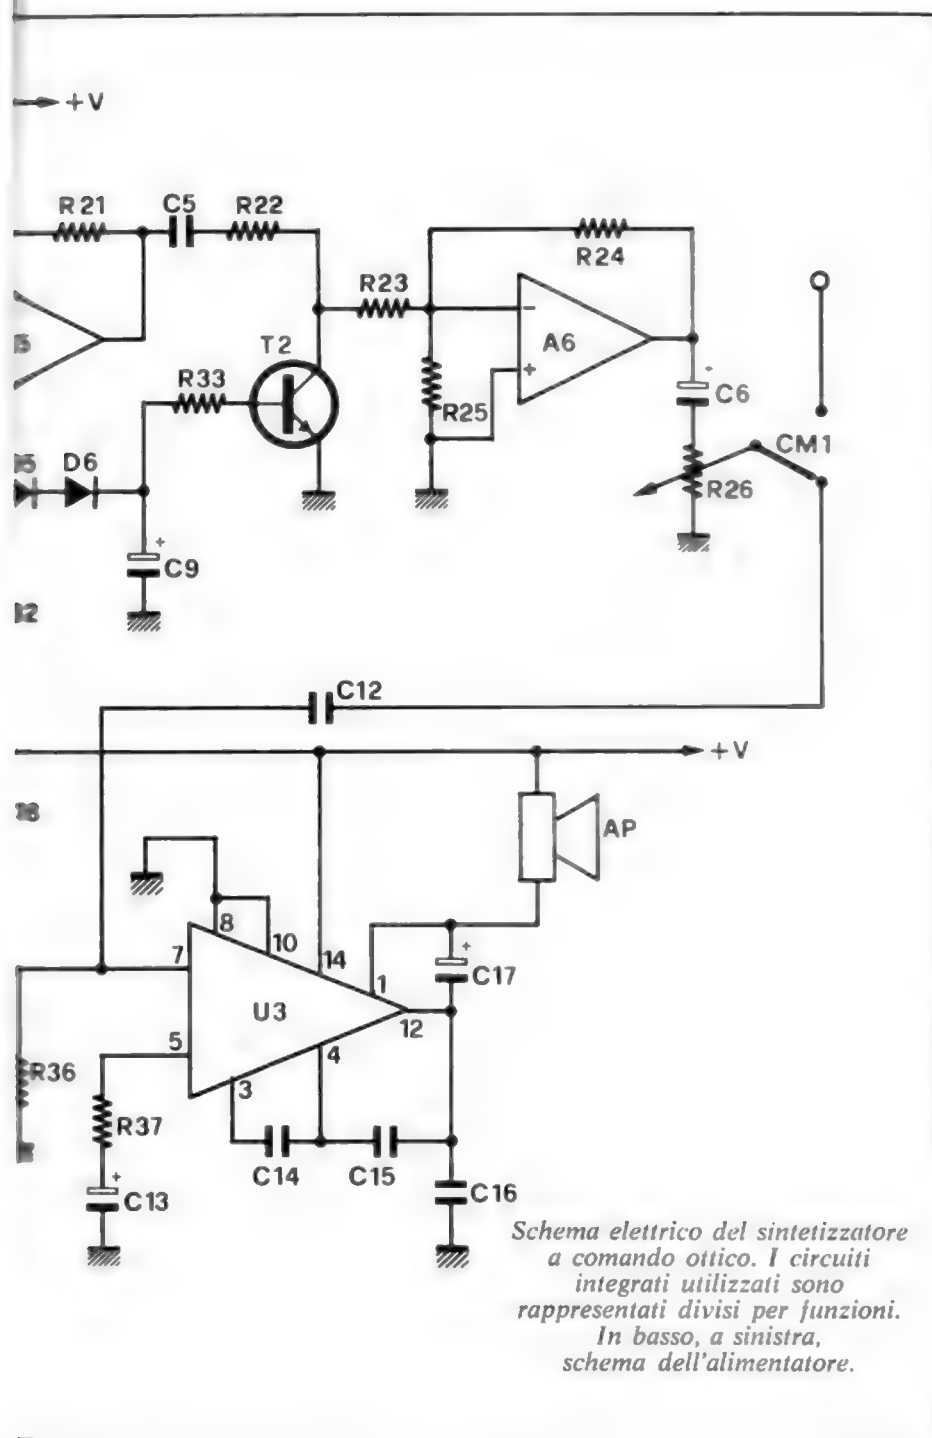 +V
R21
C5
R22
R24
R23
T2
A6
−
+
R33
R25
+
C6
CM1
D6
R26
+
C9
C12
+V
AP
8
10
14
7
1
+
C17
U3
12
5
4
3
R36
R37
C14
C15
+
C13
C16
Schema elettrico del sintetizzatore
a comando ottico. I circuiti
integrati utilizzati sono
rappresentati divisi per funzioni.
In basso, a sinistra,
schema dell'alimentatore.